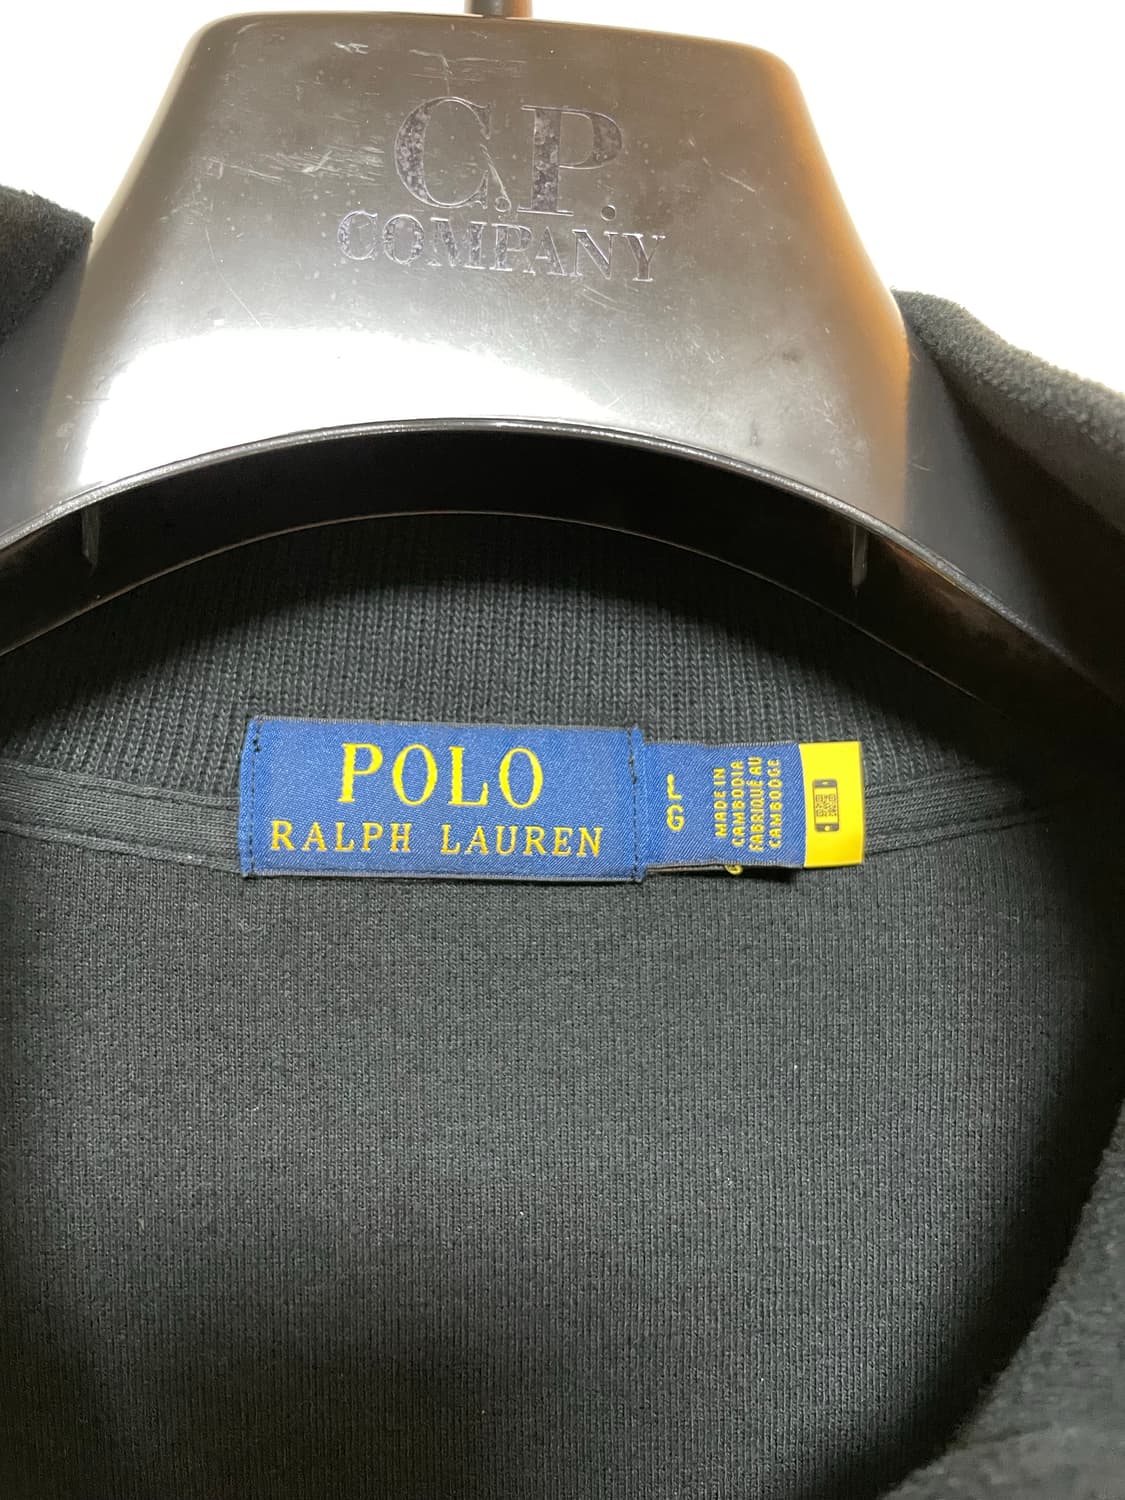 C.P.
COMPANY
POLO
RALPH LAUREN
L
G
MADE IN
CAMBODIA
FABRIQUÉ AU
CAMBODGE